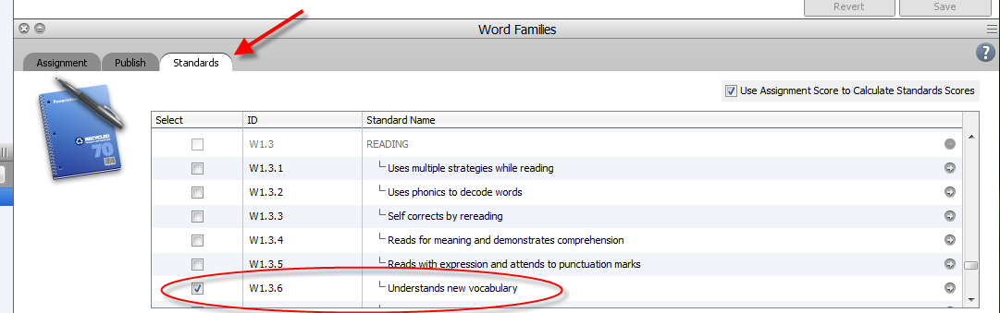 Revert Save
Word Families
Assignment Publish Standards
?
Use Assignment Score to Calculate Standards Scores
Select ID Standard Name
W1.3 READING
W1.3.1 Uses multiple strategies while reading
W1.3.2 Uses phonics to decode words
W1.3.3 Self corrects by rereading
W1.3.4 Reads for meaning and demonstrates comprehension
W1.3.5 Reads with expression and attends to punctuation marks
W1.3.6 Understands new vocabulary
RECYCLED
70